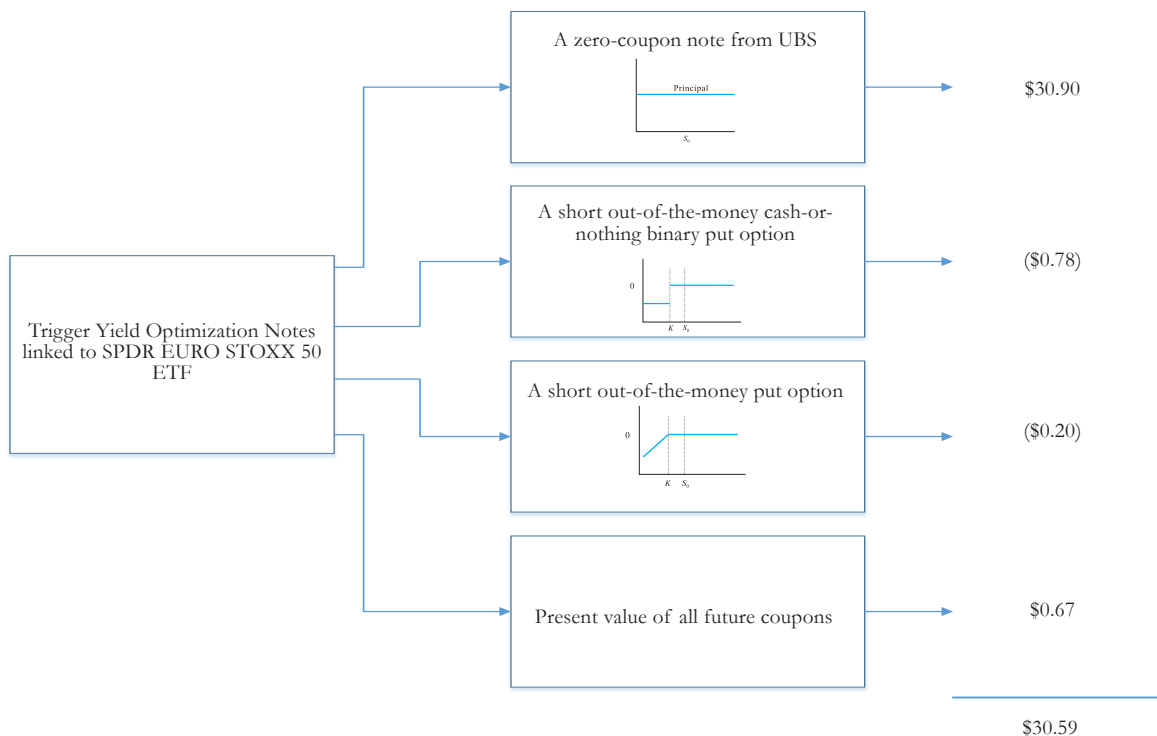 A zero-coupon note from UBS
Principal
S0
$30.90
A short out-of-the-money cash-or-
nothing binary put option
0
K
S0
($0.78)
Trigger Yield Optimization Notes
linked to SPDR EURO STOXX 50
ETF
A short out-of-the-money put option
0
K
S0
($0.20)
Present value of all future coupons
$0.67
$30.59